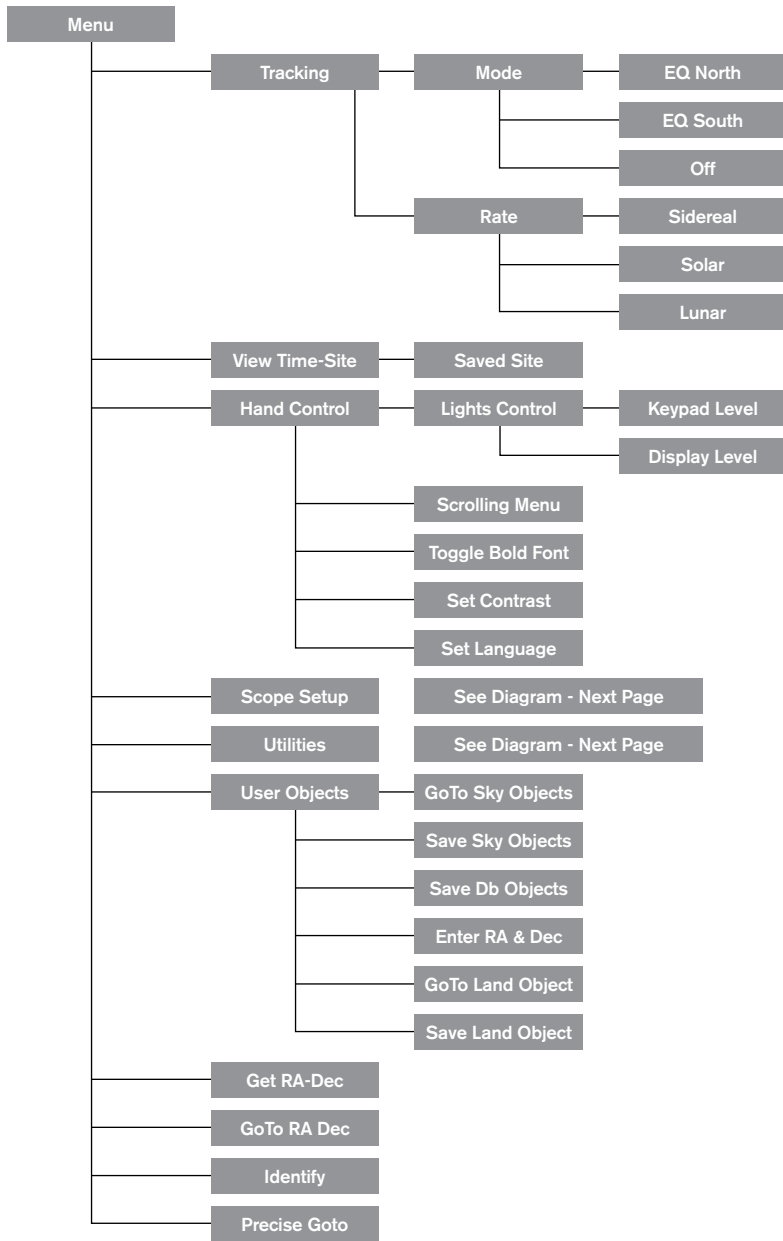 Menu
Tracking
Mode
EQ North
EQ South
Off
Rate
Sidereal
Solar
Lunar
View Time-Site
Saved Site
Hand Control
Lights Control
Keypad Level
Display Level
Scrolling Menu
Toggle Bold Font
Set Contrast
Set Language
Scope Setup
See Diagram - Next Page
Utilities
See Diagram - Next Page
User Objects
GoTo Sky Objects
Save Sky Objects
Save Db Objects
Enter RA & Dec
GoTo Land Object
Save Land Object
Get RA-Dec
GoTo RA Dec
Identify
Precise Goto